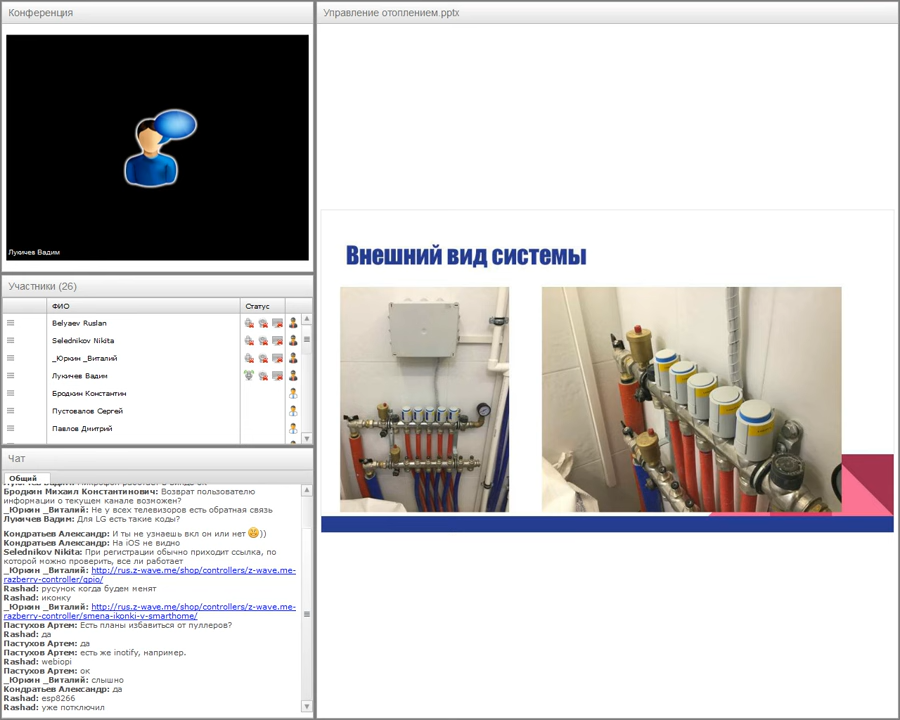 Конференция
Лукичев Вадим
Участники (26)
ФИО
Статус
Belyaev Ruslan
Selednikov Nikita
_Юркин _Виталий
Лукичев Вадим
Бродкин Константин
Пустовалов Сергей
Павлов Дмитрий
Чат
Общий
Бродкин Михаил Константинович: Возврат пользователю
информации о текущем канале возможен?
_Юркин _Виталий: Не у всех телевизоров есть обратная связь
Лукичев Вадим: Для LG есть такие коды?
Кондратьев Александр: И ты не узнаешь вкл он или нет ))
Кондратьев Александр: На iOS не видно
Selednikov Nikita: При регистрации обычно приходит ссылка, по
которой можно проверить, все ли работает
_Юркин _Виталий: http://rus.z-wave.me/shop/controllers/z-wave.me-
razberry-controller/gpio/
Rashad: русунок когда будем менят
Rashad: иконку
_Юркин _Виталий: http://rus.z-wave.me/shop/controllers/z-wave.me-
razberry-controller/smena-ikonki-v-smarthome/
Пастухов Артем: Есть планы избавиться от пуллеров?
Rashad: да
Пастухов Артем: да
Пастухов Артем: есть же inotify, например.
Rashad: webiopi
Пастухов Артем: ок
_Юркин _Виталий: слышно
Кондратьев Александр: да
Rashad: esp8266
Rashad: уже потключил
Управление отоплением.pptx
Внешний вид системы